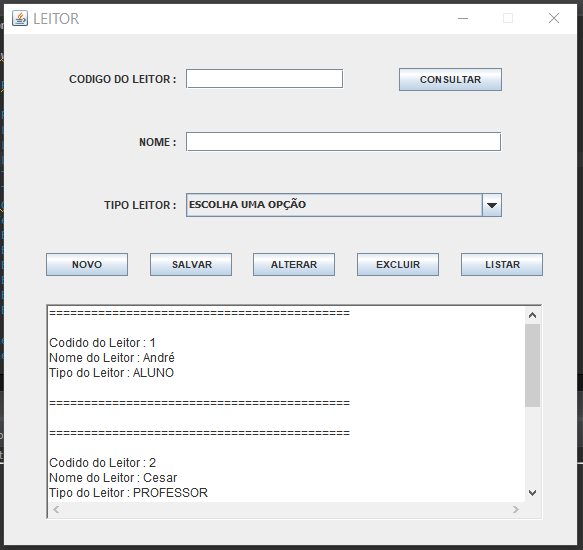 LEITOR
CODIGO DO LEITOR :
CONSULTAR
NOME :
TIPO LEITOR :
ESCOLHA UMA OPÇÃO
NOVO
SALVAR
ALTERAR
EXCLUIR
LISTAR
===========================================
Codido do Leitor : 1
Nome do Leitor : André
Tipo do Leitor : ALUNO
===========================================
===========================================
Codido do Leitor : 2
Nome do Leitor : Cesar
Tipo do Leitor : PROFESSOR